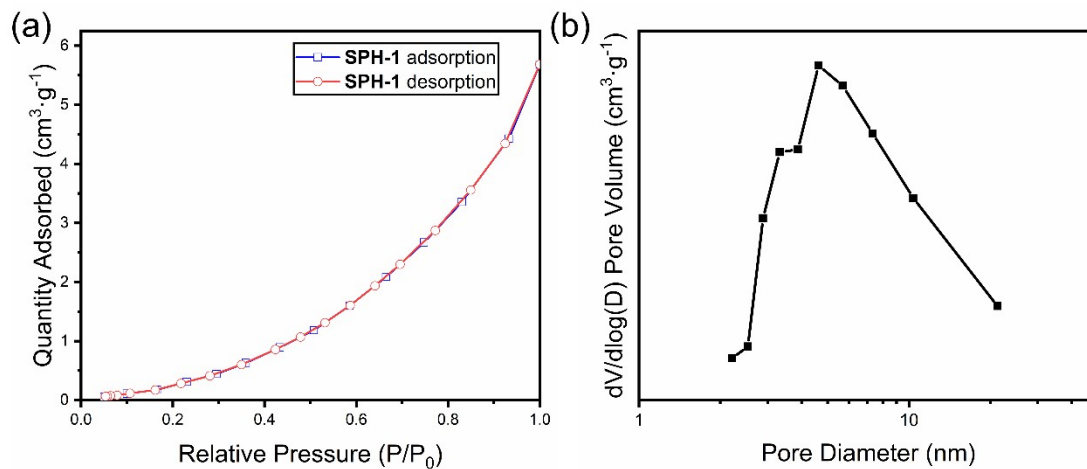 (a)
SPH-1 adsorption
SPH-1 desorption
Quantity Adsorbed (cm³·g⁻¹)
6
5
4
3
2
1
0
0.0 0.2 0.4 0.6 0.8 1.0
Relative Pressure (P/P₀)
(b)
dV/dlog(D) Pore Volume (cm³·g⁻¹)
1 10
Pore Diameter (nm)